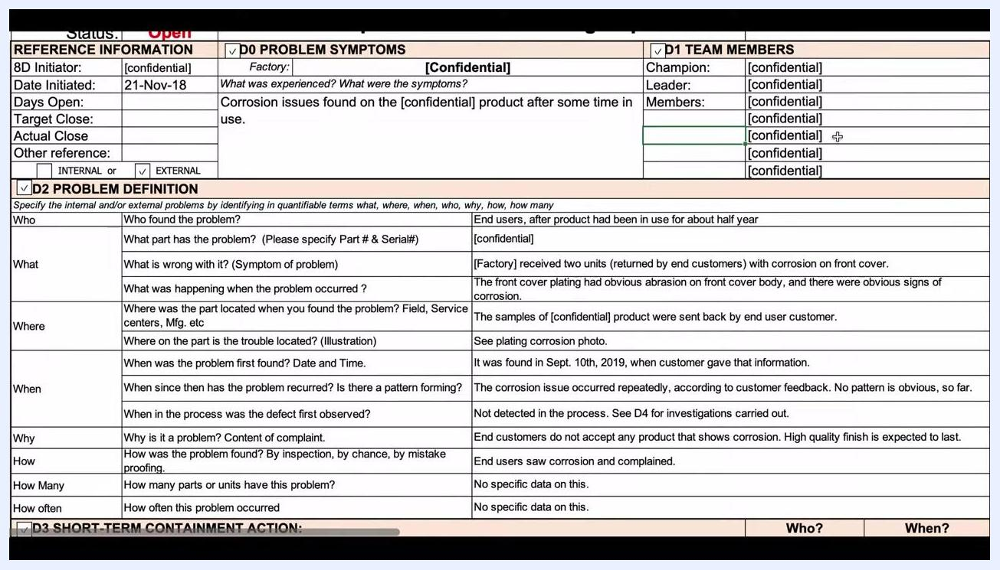 Status: Open
REFERENCE INFORMATION
D0 PROBLEM SYMPTOMS
D1 TEAM MEMBERS
8D Initiator: [confidential]
Factory: [Confidential]
Champion: [confidential]
Date Initiated: 21-Nov-18
What was experienced? What were the symptoms?
Leader: [confidential]
Days Open:
Corrosion issues found on the [confidential] product after some time in
use.
Members: [confidential]
Target Close:
[confidential]
Actual Close
[confidential]
Other reference:
[confidential]
INTERNAL or EXTERNAL
[confidential]
D2 PROBLEM DEFINITION
Specify the internal and/or external problems by identifying in quantifiable terms what, where, when, who, why, how, how many
Who
Who found the problem?
End users, after product had been in use for about half year
What
What part has the problem? (Please specify Part # & Serial#)
[confidential]
What is wrong with it? (Symptom of problem)
[Factory] received two units (returned by end customers) with corrosion on front cover.
What was happening when the problem occurred ?
The front cover plating had obvious abrasion on front cover body, and there were obvious signs of
corrosion.
Where
Where was the part located when you found the problem? Field, Service
centers, Mfg. etc
The samples of [confidential] product were sent back by end user customer.
Where on the part is the trouble located? (Illustration)
See plating corrosion photo.
When
When was the problem first found? Date and Time.
It was found in Sept. 10th, 2019, when customer gave that information.
When since then has the problem recurred? Is there a pattern forming?
The corrosion issue occurred repeatedly, according to customer feedback. No pattern is obvious, so far.
When in the process was the defect first observed?
Not detected in the process. See D4 for investigations carried out.
Why
Why is it a problem? Content of complaint.
End customers do not accept any product that shows corrosion. High quality finish is expected to last.
How
How was the problem found? By inspection, by chance, by mistake
proofing.
End users saw corrosion and complained.
How Many
How many parts or units have this problem?
No specific data on this.
How often
How often this problem occurred
No specific data on this.
D3 SHORT-TERM CONTAINMENT ACTION:
Who?
When?